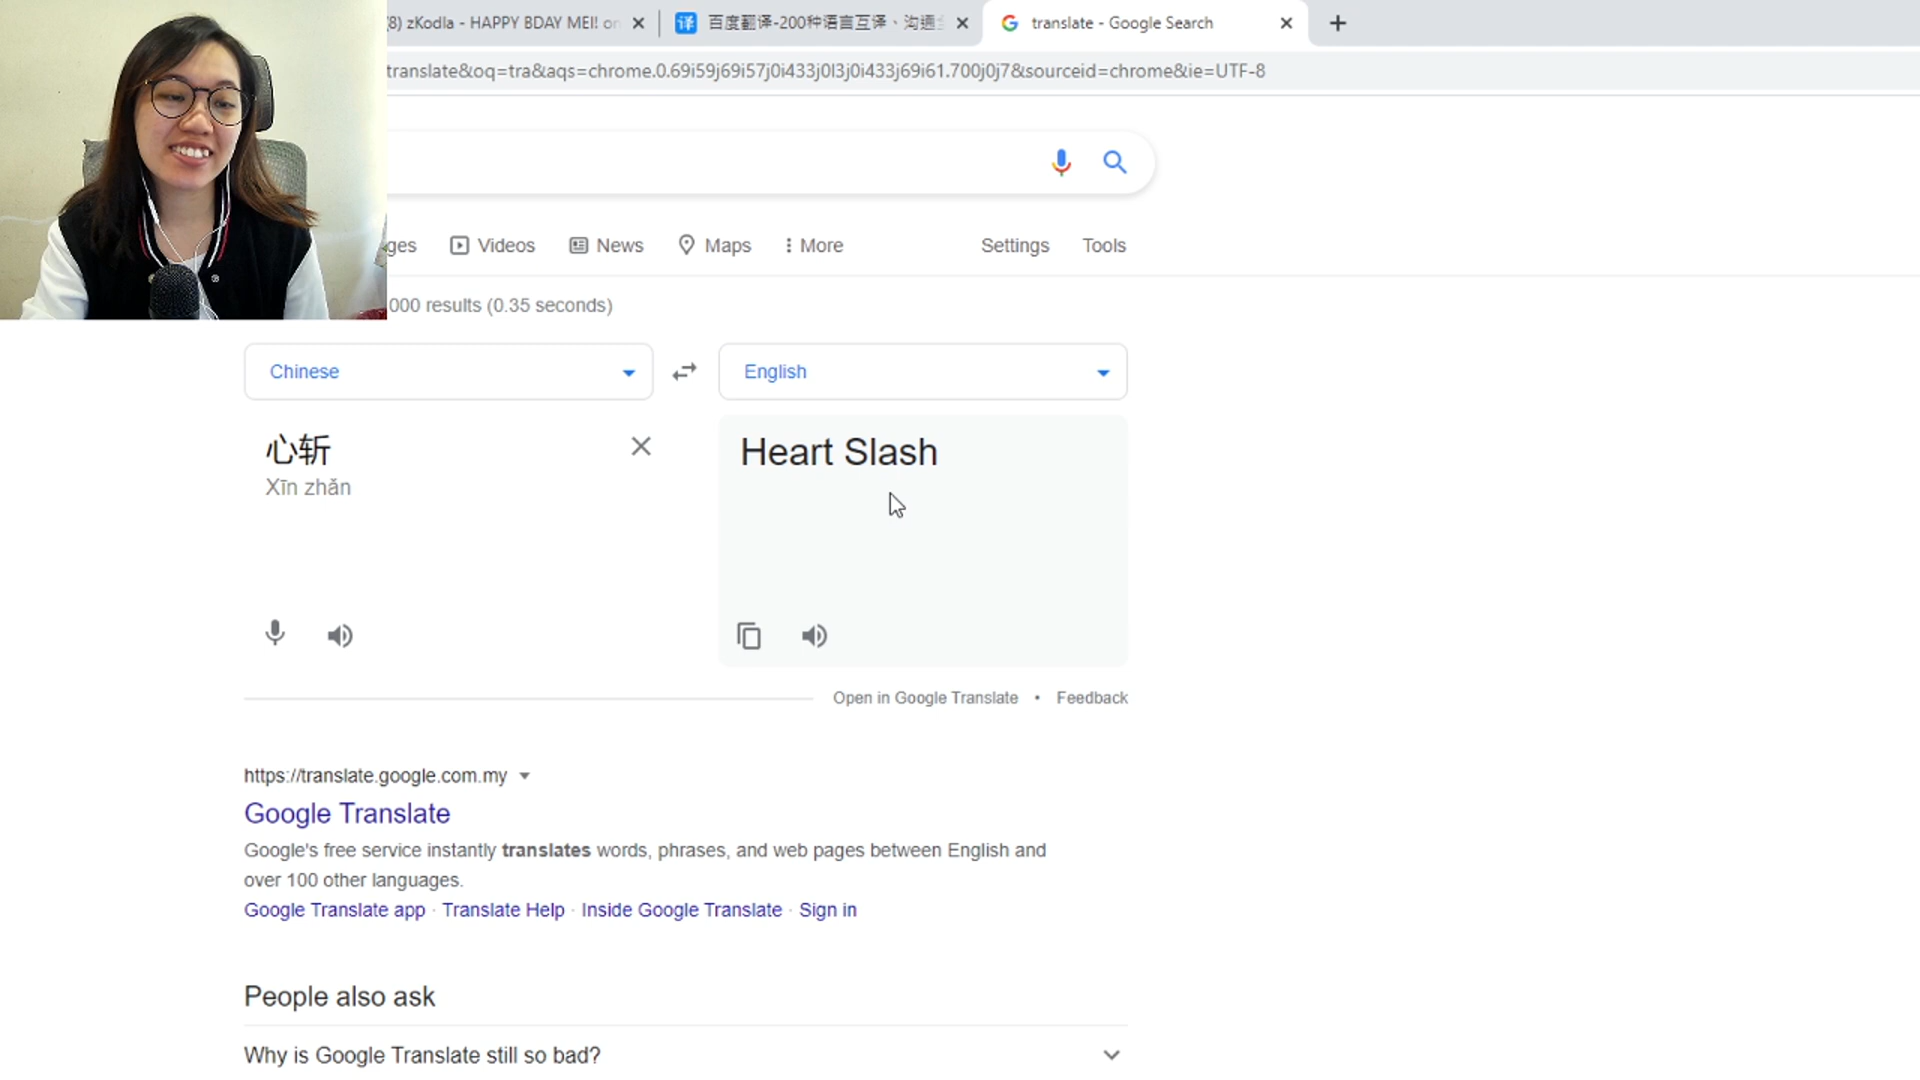 8) zKodla - HAPPY BDAY MEI! on
译 百度翻译-200种语言互译、沟通
translate - Google Search
translate&oq=tra&aqs=chrome.0.69i59j69i57j0i433j0l3j0i433j69i61.700j0j7&sourceid=chrome&ie=UTF-8
ges Videos News Maps More Settings Tools
000 results (0.35 seconds)
Chinese English
心斩 Heart Slash
Xīn zhǎn
Open in Google Translate • Feedback
https://translate.google.com.my
Google Translate
Google's free service instantly translates words, phrases, and web pages between English and
over 100 other languages.
Google Translate app · Translate Help · Inside Google Translate · Sign in
People also ask
Why is Google Translate still so bad?